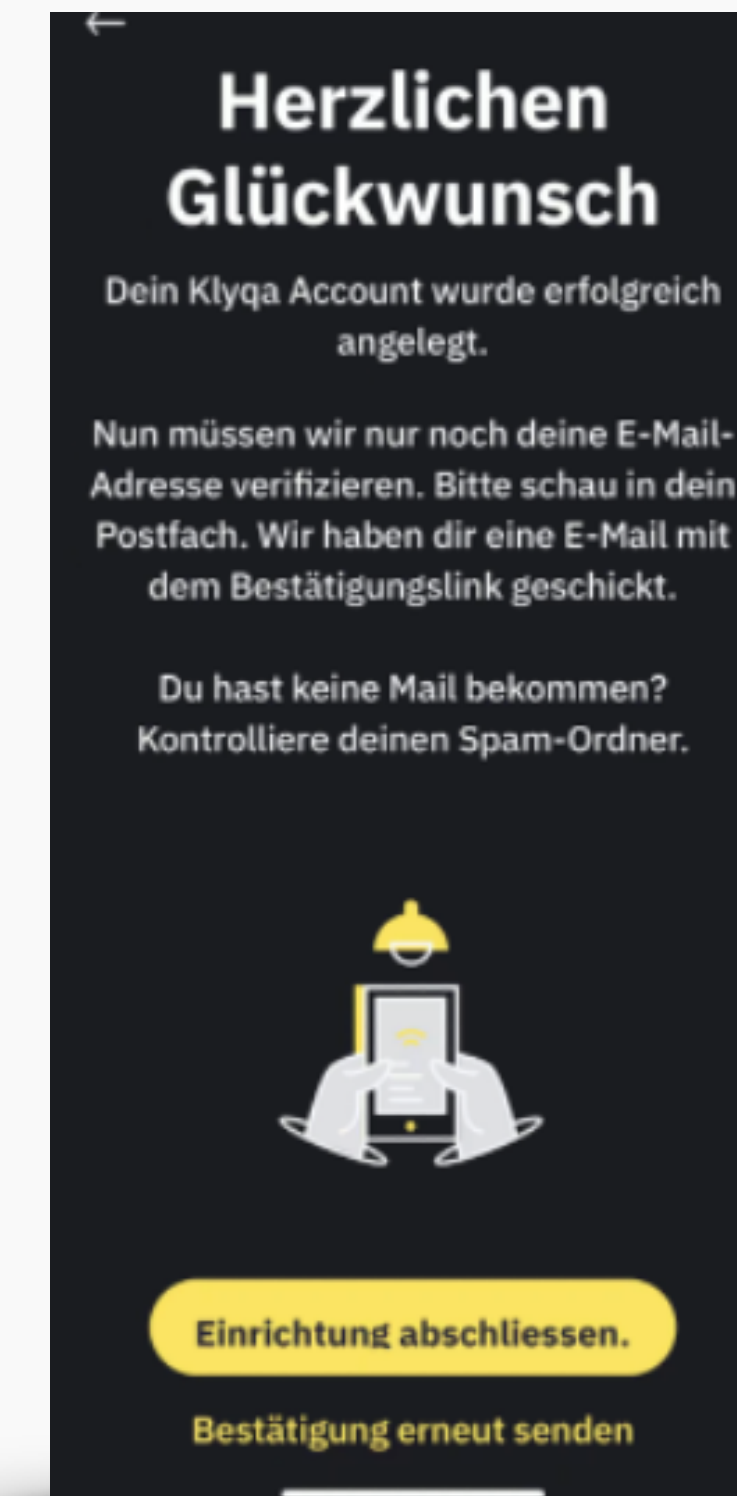 Herzlichen
Glückwunsch
Dein Klyqa Account wurde erfolgreich
angelegt.
Nun müssen wir nur noch deine E-Mail-
Adresse verifizieren. Bitte schau in dein
Postfach. Wir haben dir eine E-Mail mit
dem Bestätigungslink geschickt.
Du hast keine Mail bekommen?
Kontrolliere deinen Spam-Ordner.
Einrichtung abschliessen.
Bestätigung erneut senden